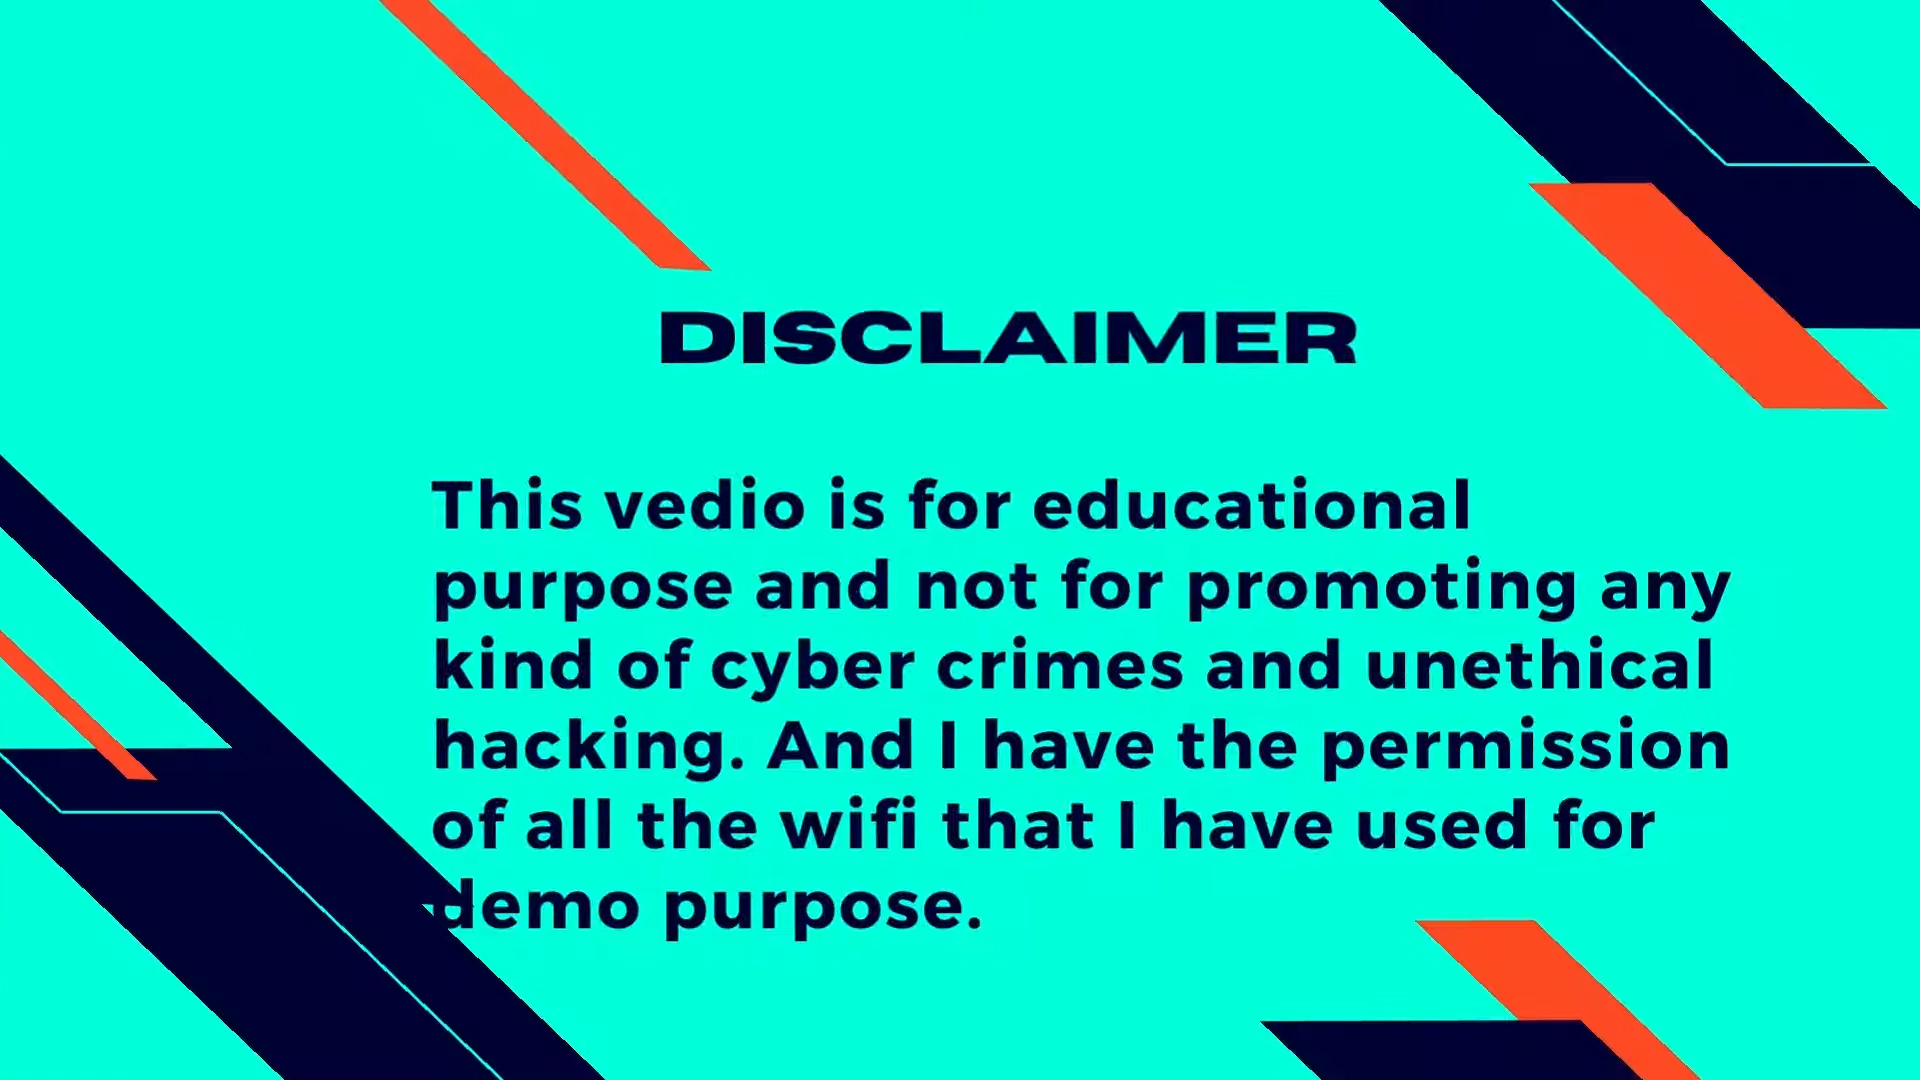 DISCLAIMER
This vedio is for educational
purpose and not for promoting any
kind of cyber crimes and unethical
hacking. And I have the permission
of all the wifi that I have used for
demo purpose.